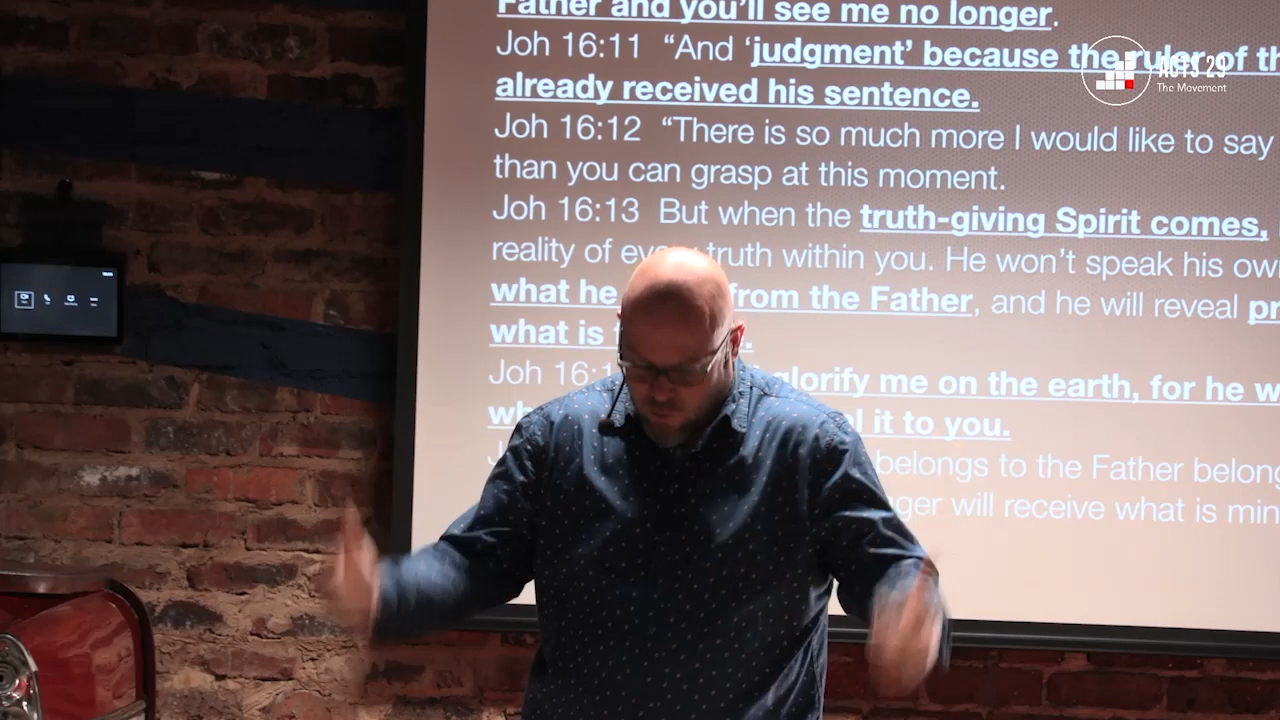 Father and you'll see me no longer.
Joh 16:11 “And ‘judgment’ because the ruler of
already received his sentence.
Joh 16:12 “There is so much more I would like to say
than you can grasp at this moment.
Joh 16:13 But when the truth-giving Spirit comes,
reality of every truth within you. He won’t speak his
what he from the Father, and he will reveal
what is
Joh 16: glorify me on the earth, for he
it to you.
belongs to the Father
will receive what is
ACTS 29
The Movement